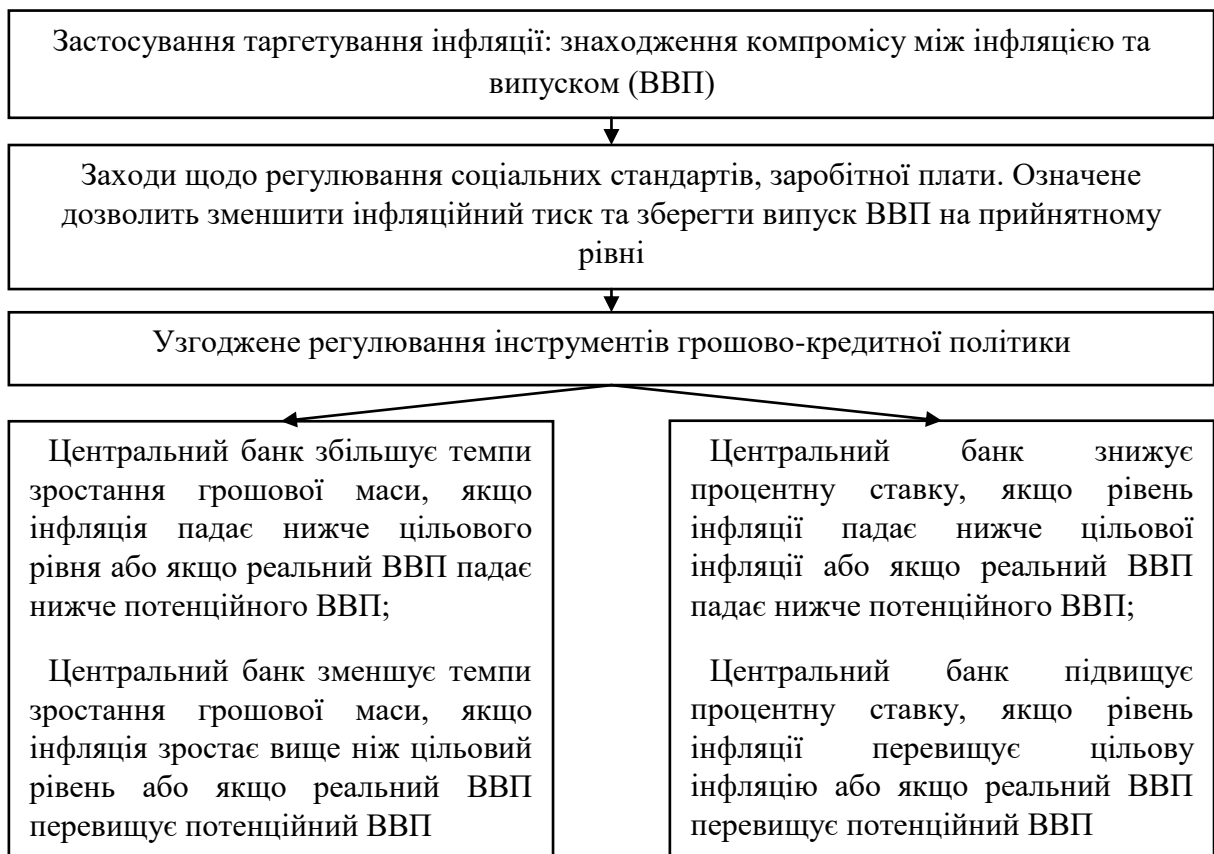 Застосування таргетування інфляції: знаходження компромісу між інфляцією та
випуском (ВВП)
Заходи щодо регулювання соціальних стандартів, заробітної плати. Означене
дозволить зменшити інфляційний тиск та зберегти випуск ВВП на прийнятному
рівні
Узгоджене регулювання інструментів грошово-кредитної політики
Центральний банк збільшує темпи
зростання грошової маси, якщо
інфляція падає нижче цільового
рівня або якщо реальний ВВП падає
нижче потенційного ВВП;
Центральний банк зменшує темпи
зростання грошової маси, якщо
інфляція зростає вище ніж цільовий
рівень або якщо реальний ВВП
перевищує потенційний ВВП
Центральний банк знижує
процентну ставку, якщо рівень
інфляції падає нижче цільової
інфляції або якщо реальний ВВП
падає нижче потенційного ВВП;
Центральний банк підвищує
процентну ставку, якщо рівень
інфляції перевищує цільову
інфляцію або якщо реальний ВВП
перевищує потенційний ВВП